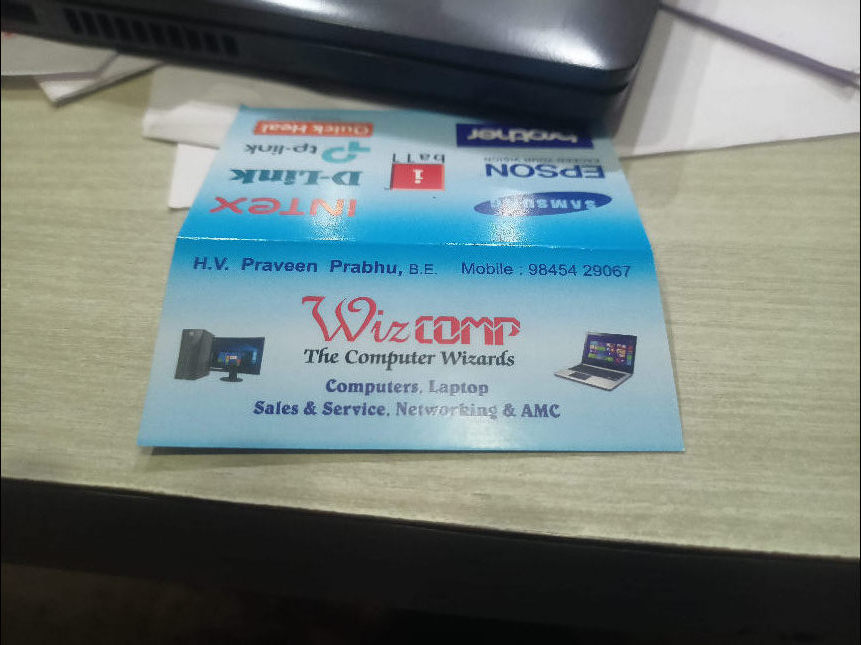 Quick Heal
brother
tp-link
iball
EXCEED YOUR VISION
EPSON
D-Link
INTEX
SAMSUNG
H.V. Praveen Prabhu, B.E. Mobile : 98454 29067
Wizcomp
The Computer Wizards
Computers, Laptop
Sales & Service, Networking & AMC